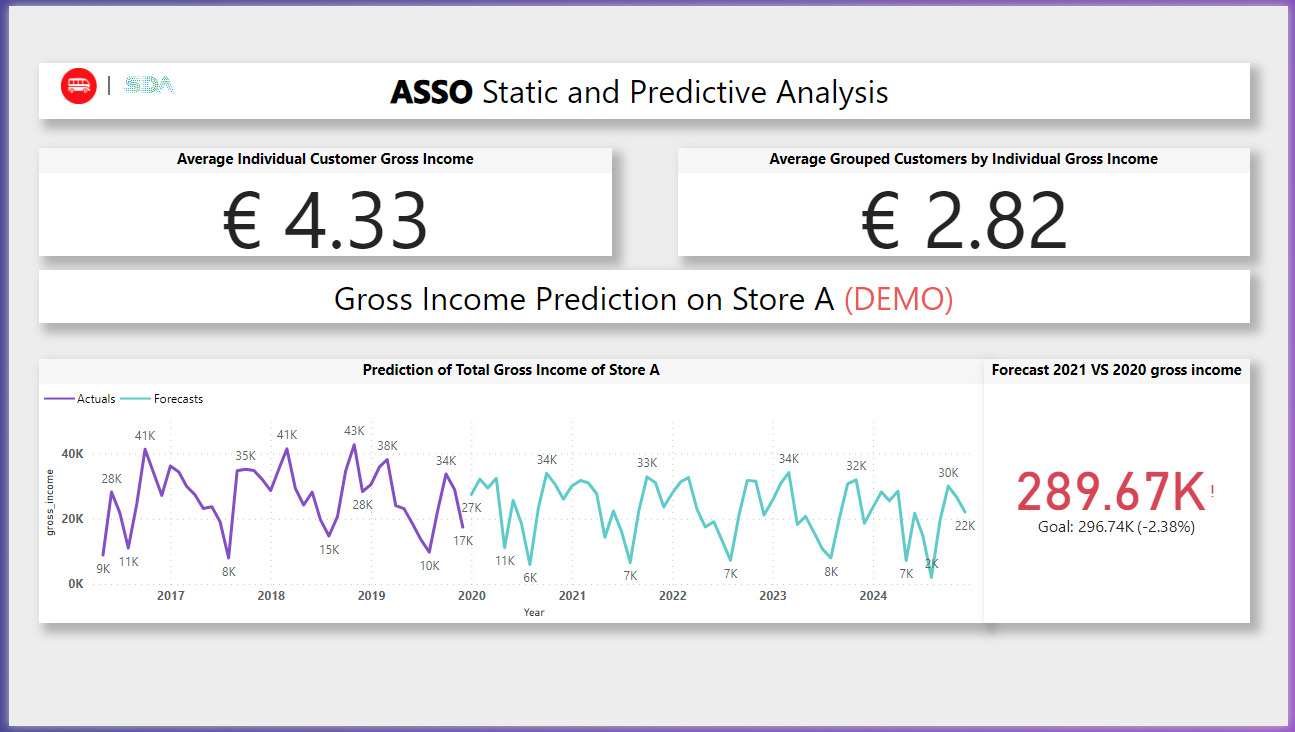 SDA
ASSO Static and Predictive Analysis
Average Individual Customer Gross Income
€ 4.33
Average Grouped Customers by Individual Gross Income
€ 2.82
Gross Income Prediction on Store A (DEMO)
Prediction of Total Gross Income of Store A
Actuals Forecasts
gross_income
40K
20K
0K
9K
28K
11K
41K
8K
35K
41K
15K
43K
28K
38K
10K
34K
17K
27K
11K
6K
34K
7K
33K
7K
34K
8K
32K
7K
2K
30K
22K
2017 2018 2019 2020 2021 2022 2023 2024
Year
Forecast 2021 VS 2020 gross income
289.67K!
Goal: 296.74K (-2.38%)